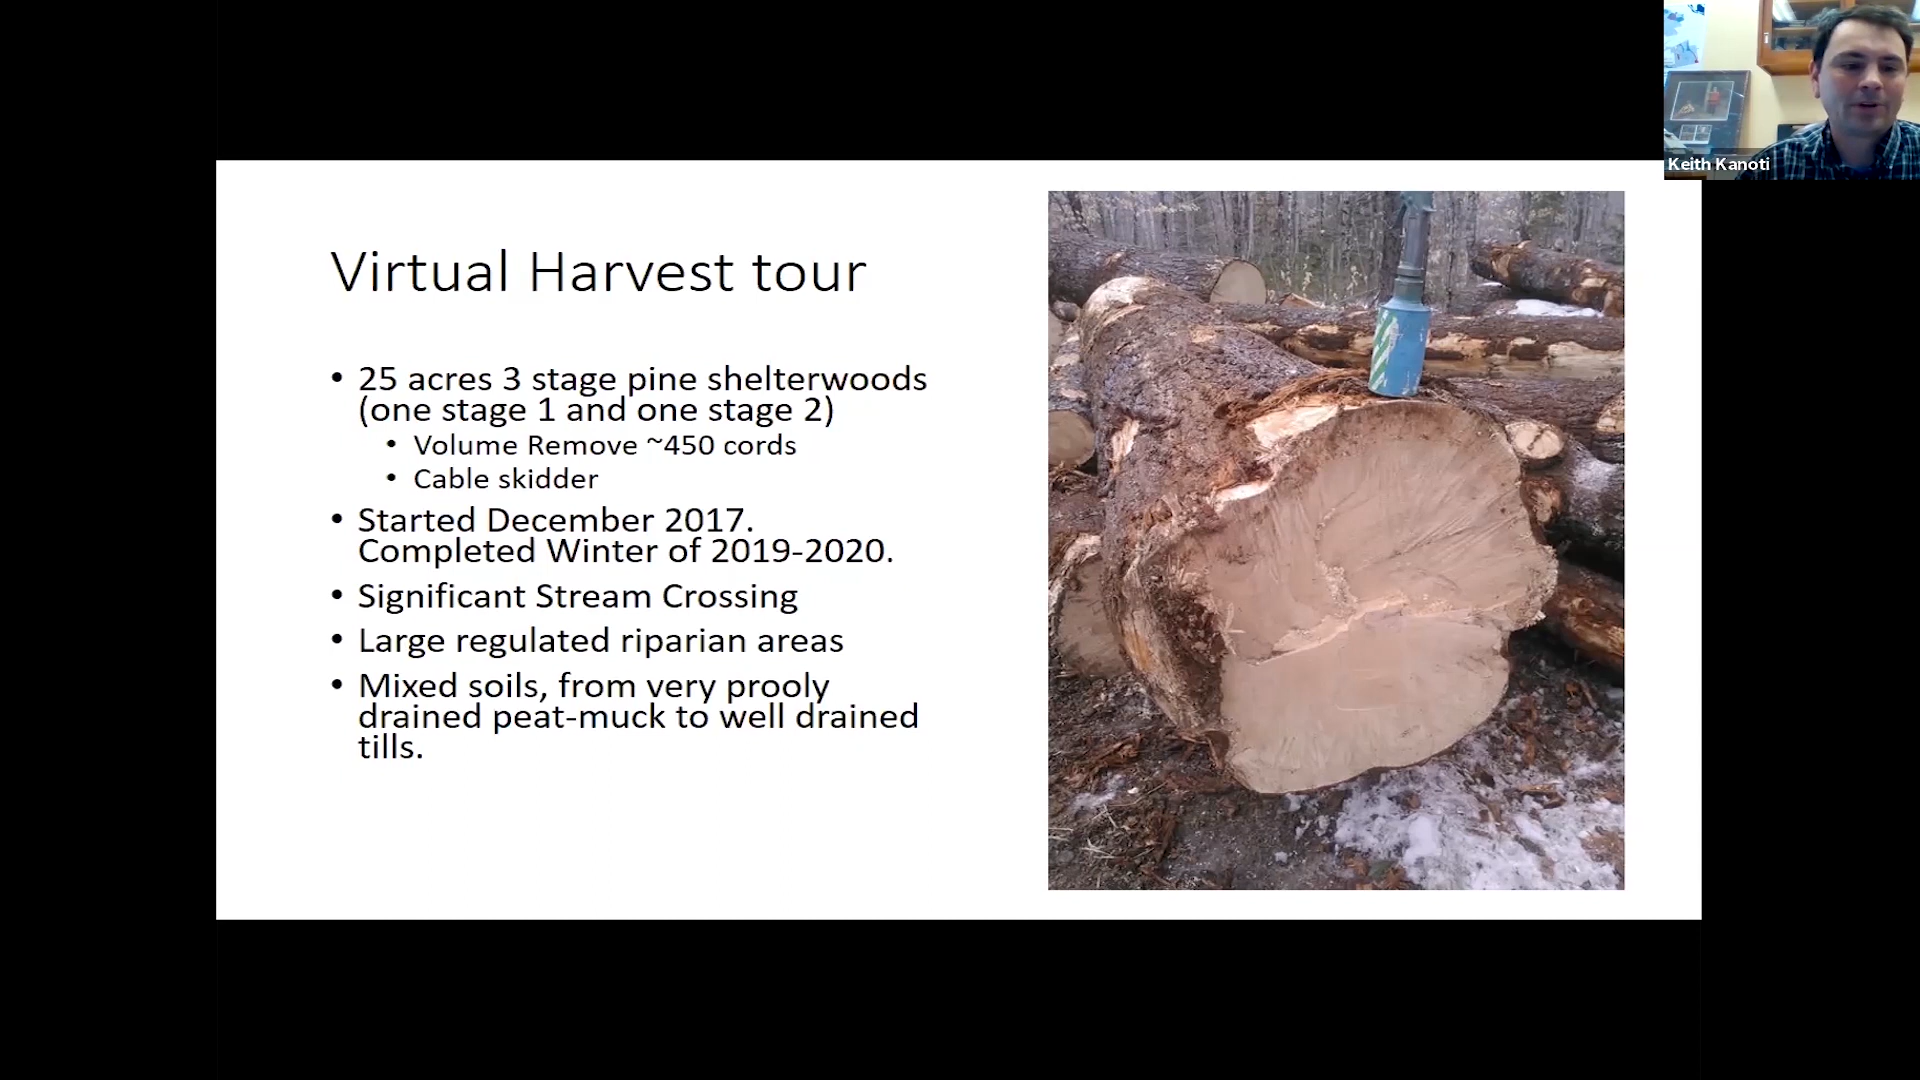 Keith Kanoti
Virtual Harvest tour
• 25 acres 3 stage pine shelterwoods
(one stage 1 and one stage 2)
• Volume Remove ~450 cords
• Cable skidder
• Started December 2017.
Completed Winter of 2019-2020.
• Significant Stream Crossing
• Large regulated riparian areas
• Mixed soils, from very prooly
drained peat-muck to well drained
tills.